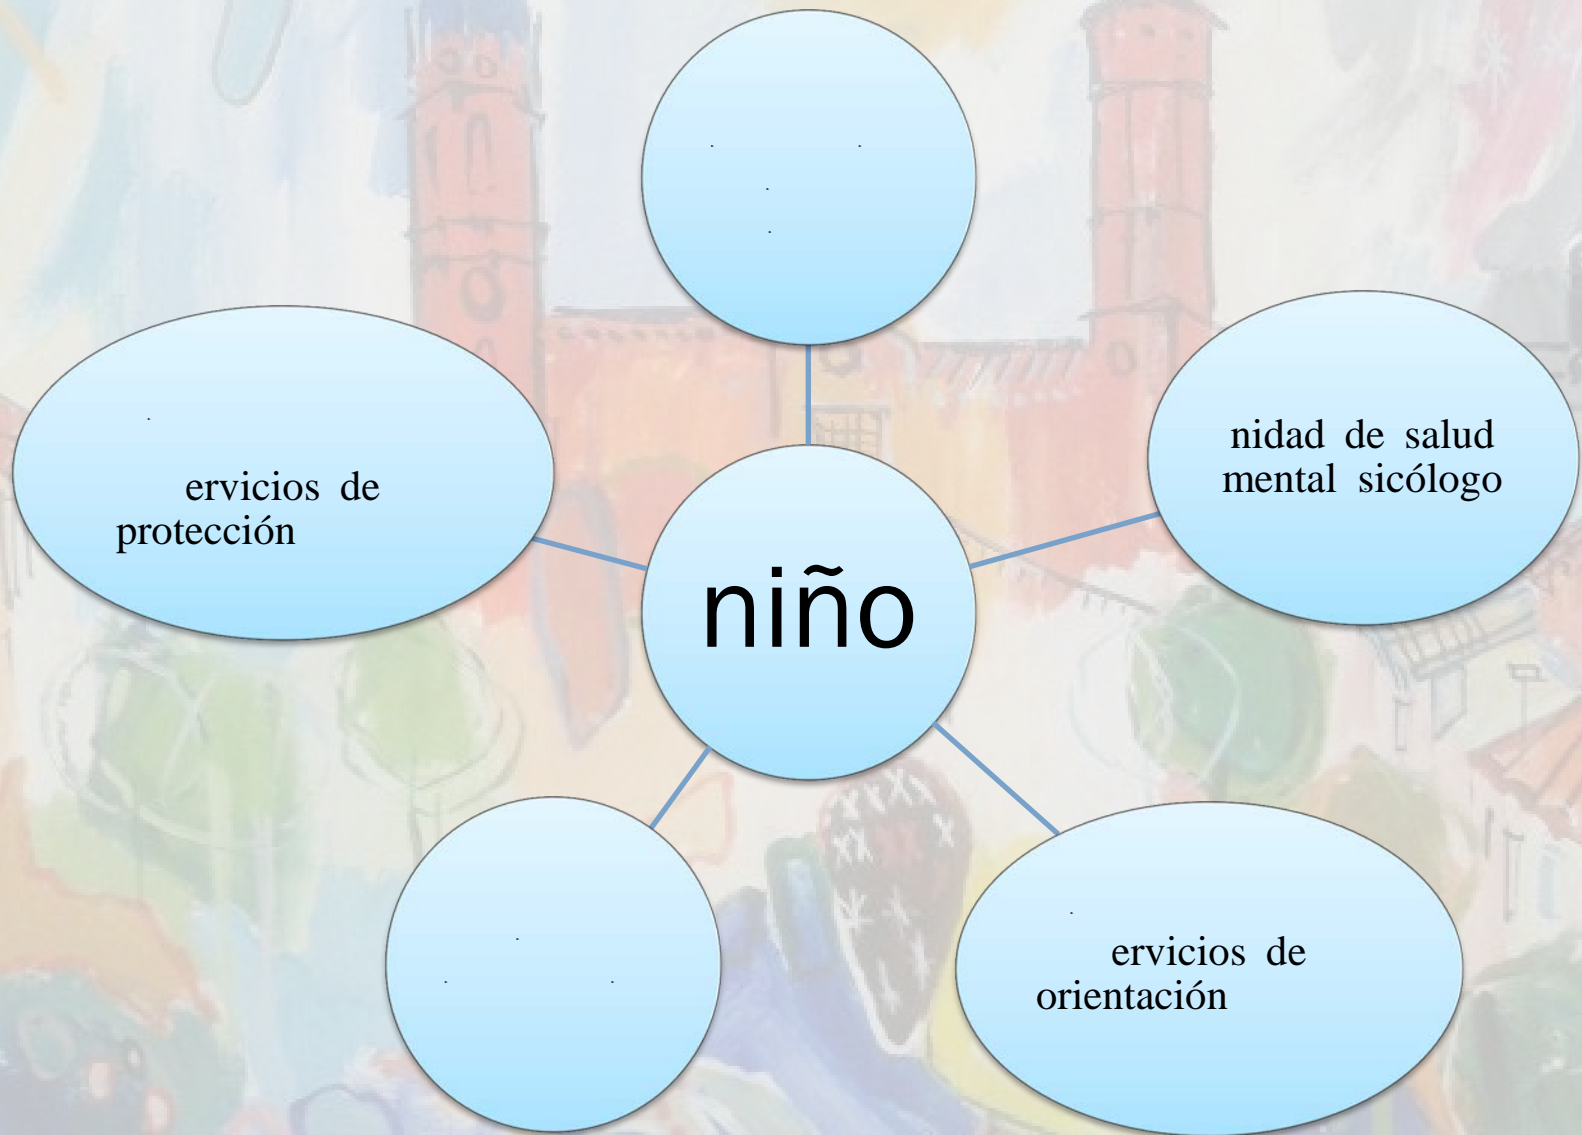 nidad de salud
mental sicólogo
ervicios de
protección
niño
ervicios de
orientación